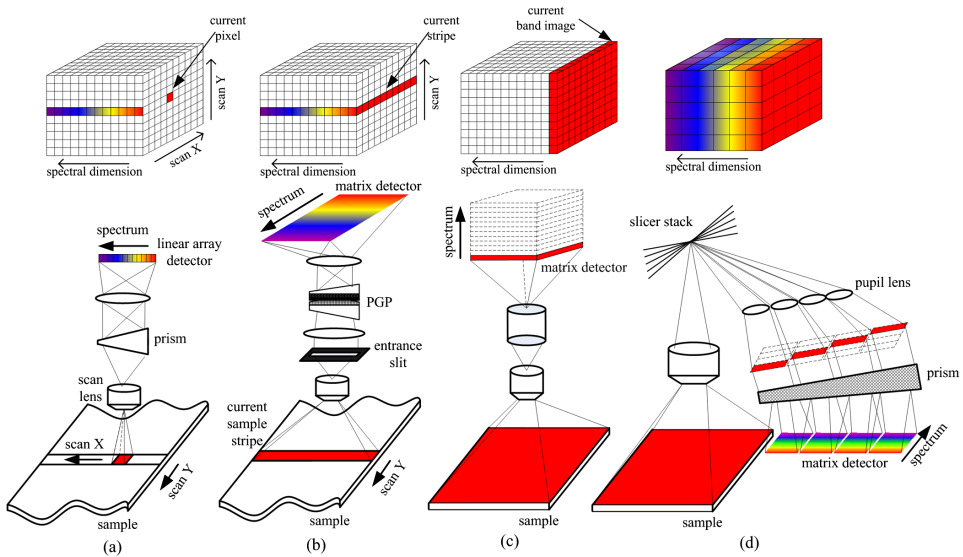 current
pixel
scan Y
scan X
spectral dimension
current
stripe
scan Y
spectral dimension
current
band image
spectral dimension
spectral dimension
spectrum
linear array
detector
prism
scan
lens
scan X
scan Y
sample
(a)
spectrum
matrix detector
PGP
entrance
slit
current
sample
stripe
scan Y
sample
(b)
spectrum
matrix detector
sample
(c)
slicer stack
pupil lens
prism
matrix detector
spectrum
sample
(d)